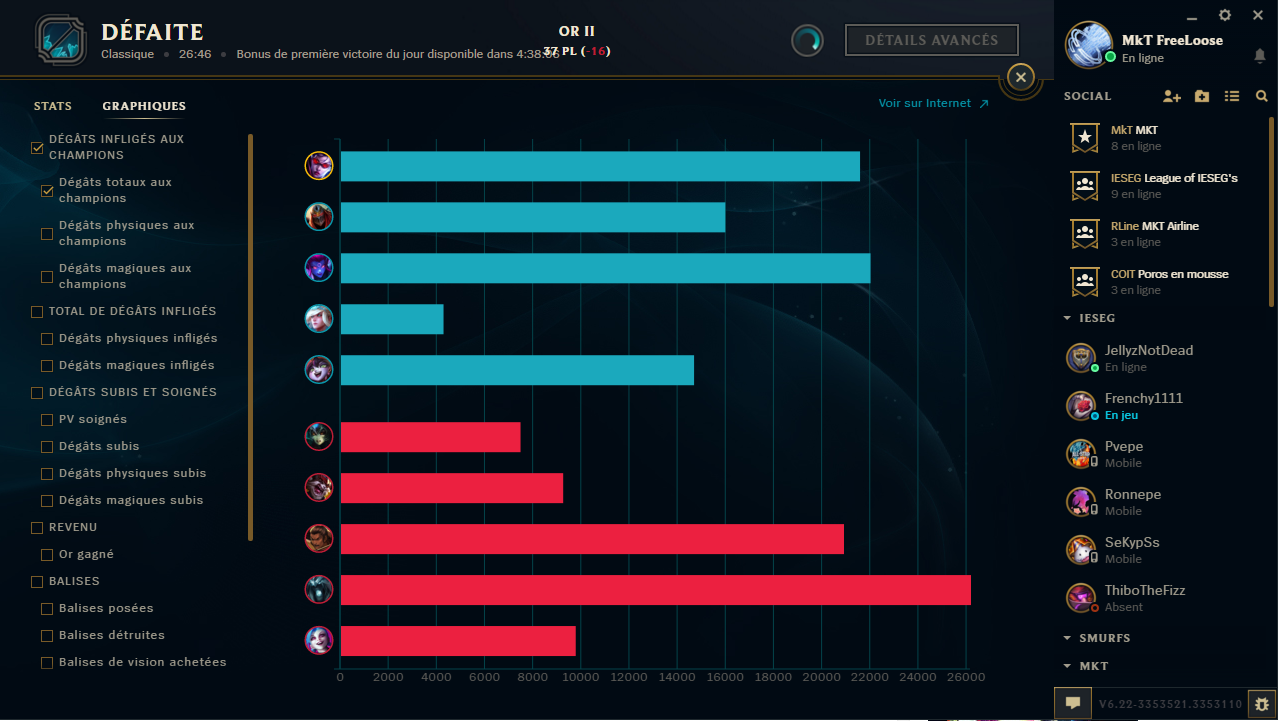 DÉFAITE
Classique • 26:46 • Bonus de première victoire du jour disponible dans 4:38:
OR II
37 PL (-16)
DÉTAILS AVANCÉS
STATS
GRAPHIQUES
Voir sur Internet
DÉGÂTS INFLIGÉS AUX
CHAMPIONS
Dégâts totaux aux
champions
Dégâts physiques aux
champions
Dégâts magiques aux
champions
TOTAL DE DÉGÂTS INFLIGÉS
Dégâts physiques infligés
Dégâts magiques infligés
DÉGÂTS SUBIS ET SOIGNÉS
PV soignés
Dégâts subis
Dégâts physiques subis
Dégâts magiques subis
REVENU
Or gagné
BALISES
Balises posées
Balises détruites
Balises de vision achetées
0 2000 4000 6000 8000 10000 12000 14000 16000 18000 20000 22000 24000 26000
MkT FreeLoose
En ligne
SOCIAL
MkT MKT
8 en ligne
IESEG League of IESEG's
9 en ligne
RLine MKT Airline
3 en ligne
COIT Poros en mousse
3 en ligne
IESEG
JellyzNotDead
En ligne
Frenchy1111
En jeu
Pvepe
Mobile
Ronnepe
Mobile
SeKypSs
Mobile
ThiboTheFizz
Absent
SMURFS
MKT
V6.22-3353521.3353110